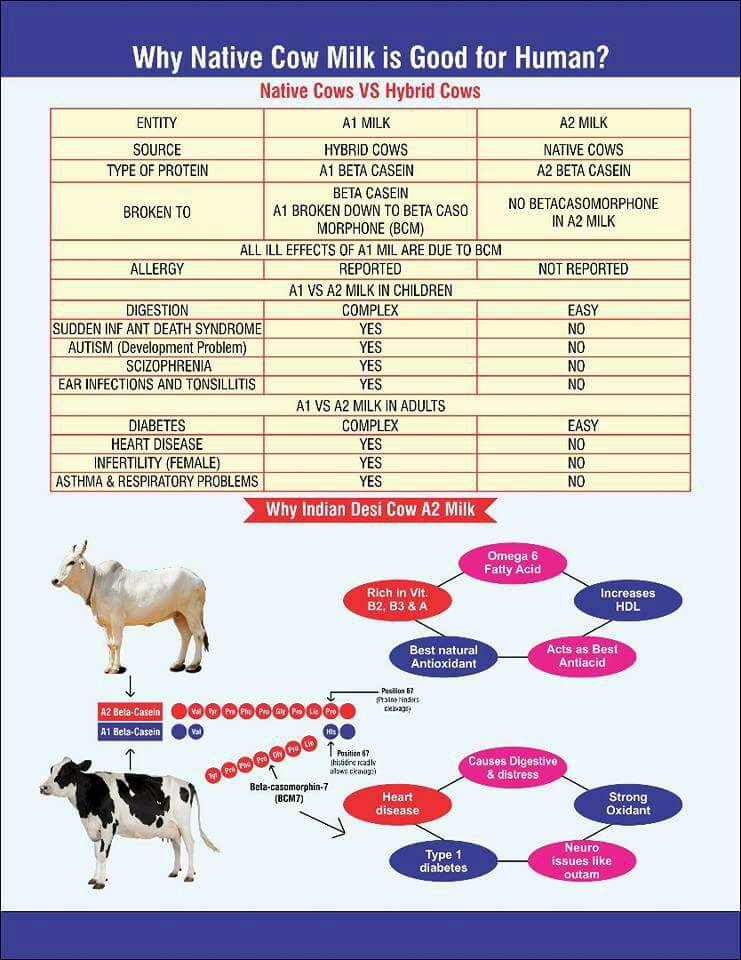 Why Native Cow Milk is Good for Human?
Native Cows VS Hybrid Cows
ENTITY A1 MILK A2 MILK
SOURCE HYBRID COWS NATIVE COWS
TYPE OF PROTEIN A1 BETA CASEIN A2 BETA CASEIN
BROKEN TO
BETA CASEIN
A1 BROKEN DOWN TO BETA CASO
MORPHONE (BCM)
NO BETACASOMORPHONE
IN A2 MILK
ALL ILL EFFECTS OF A1 MIL ARE DUE TO BCM
ALLERGY REPORTED NOT REPORTED
A1 VS A2 MILK IN CHILDREN
DIGESTION COMPLEX EASY
SUDDEN INF ANT DEATH SYNDROME YES NO
AUTISM (Development Problem) YES NO
SCIZOPHRENIA YES NO
EAR INFECTIONS AND TONSILLITIS YES NO
A1 VS A2 MILK IN ADULTS
DIABETES COMPLEX EASY
HEART DISEASE YES NO
INFERTILITY (FEMALE) YES NO
ASTHMA & RESPIRATORY PROBLEMS YES NO
Why Indian Desi Cow A2 Milk
Omega 6
Fatty Acid
Rich in Vit.
B2, B3 & A
Increases
HDL
Best natural
Antioxidant
Acts as Best
Antiacid
Position 67
(Proline hinders
cleavage)
A2 Beta-Casein Val Tyr Pro Pho Pro Gly Pro Lie Pro
A1 Beta-Casein Val His
Tyr Pro Pho Pro Gly Pro Lie
Position 67
(histidine readly
allows cleavage)
Beta-casomorphin-7
(BCM7)
Causes Digestive
& distress
Heart
disease
Strong
Oxidant
Type 1
diabetes
Neuro
issues like
outam